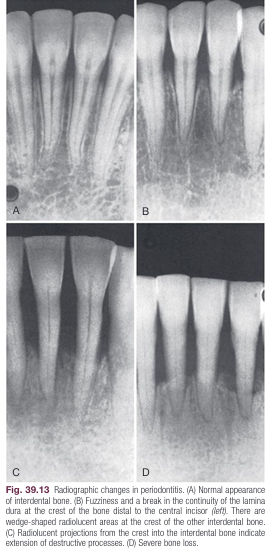 A
B
C
D
Fig. 39.13 Radiographic changes in periodontitis. (A) Normal appearance
of interdental bone. (B) Fuzziness and a break in the continuity of the lamina
dura at the crest of the bone distal to the central incisor (left). There are
wedge-shaped radiolucent areas at the crest of the other interdental bone.
(C) Radiolucent projections from the crest into the interdental bone indicate
extension of destructive processes. (D) Severe bone loss.